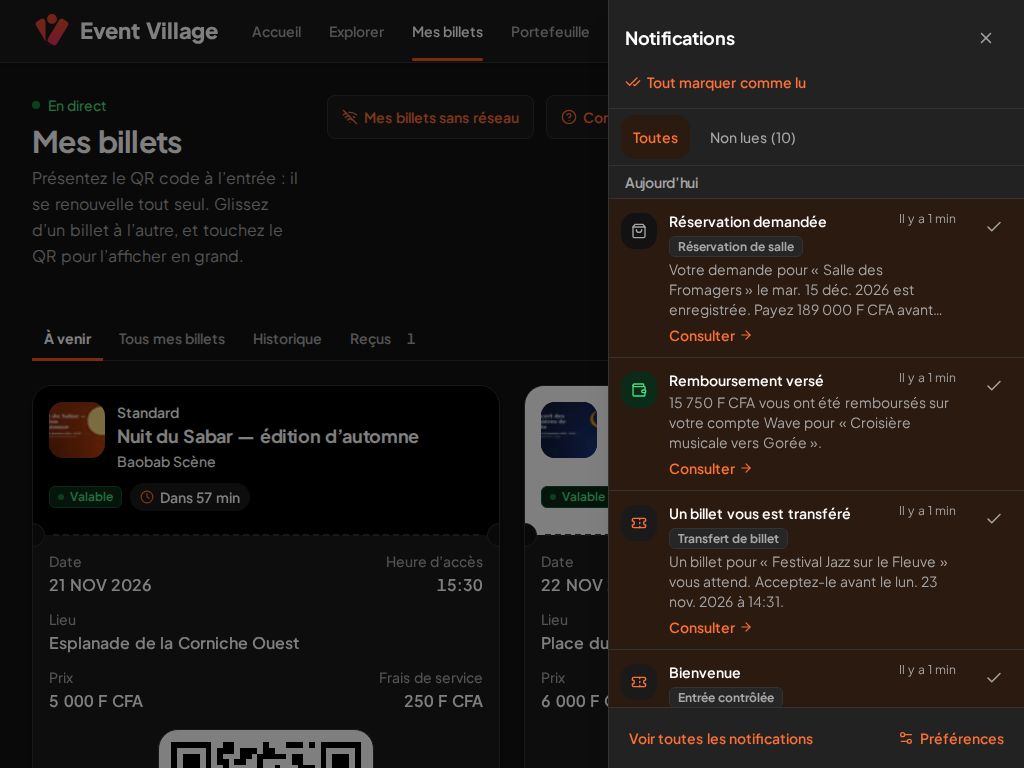 Event Village
Accueil
Explorer
Mes billets
Portefeuille
En direct
Mes billets
Présentez le QR code à l'entrée : il
se renouvelle tout seul. Glissez
d'un billet à l'autre, et touchez le
QR pour l'afficher en grand.
Mes billets sans réseau
À venir
Tous mes billets
Historique
Reçus 1
Standard
Nuit du Sabar — édition d'automne
Baobab Scène
Valable
Dans 57 min
Date
Heure d'accès
21 NOV 2026
15:30
Lieu
Esplanade de la Corniche Ouest
Prix
Frais de service
5 000 F CFA
250 F CFA
Valable
Date
22 NOV
Lieu
Place du
Prix
6 000 F
Notifications
Tout marquer comme lu
Toutes
Non lues (10)
Aujourd'hui
Réservation demandée
Il y a 1 min
Réservation de salle
Votre demande pour « Salle des
Fromagers » le mar. 15 déc. 2026 est
enregistrée. Payez 189 000 F CFA avant…
Consulter
Remboursement versé
Il y a 1 min
15 750 F CFA vous ont été remboursés sur
votre compte Wave pour « Croisière
musicale vers Gorée ».
Consulter
Un billet vous est transféré
Il y a 1 min
Transfert de billet
Un billet pour « Festival Jazz sur le Fleuve »
vous attend. Acceptez-le avant le lun. 23
nov. 2026 à 14:31.
Consulter
Bienvenue
Il y a 1 min
Entrée contrôlée
Voir toutes les notifications
Préférences